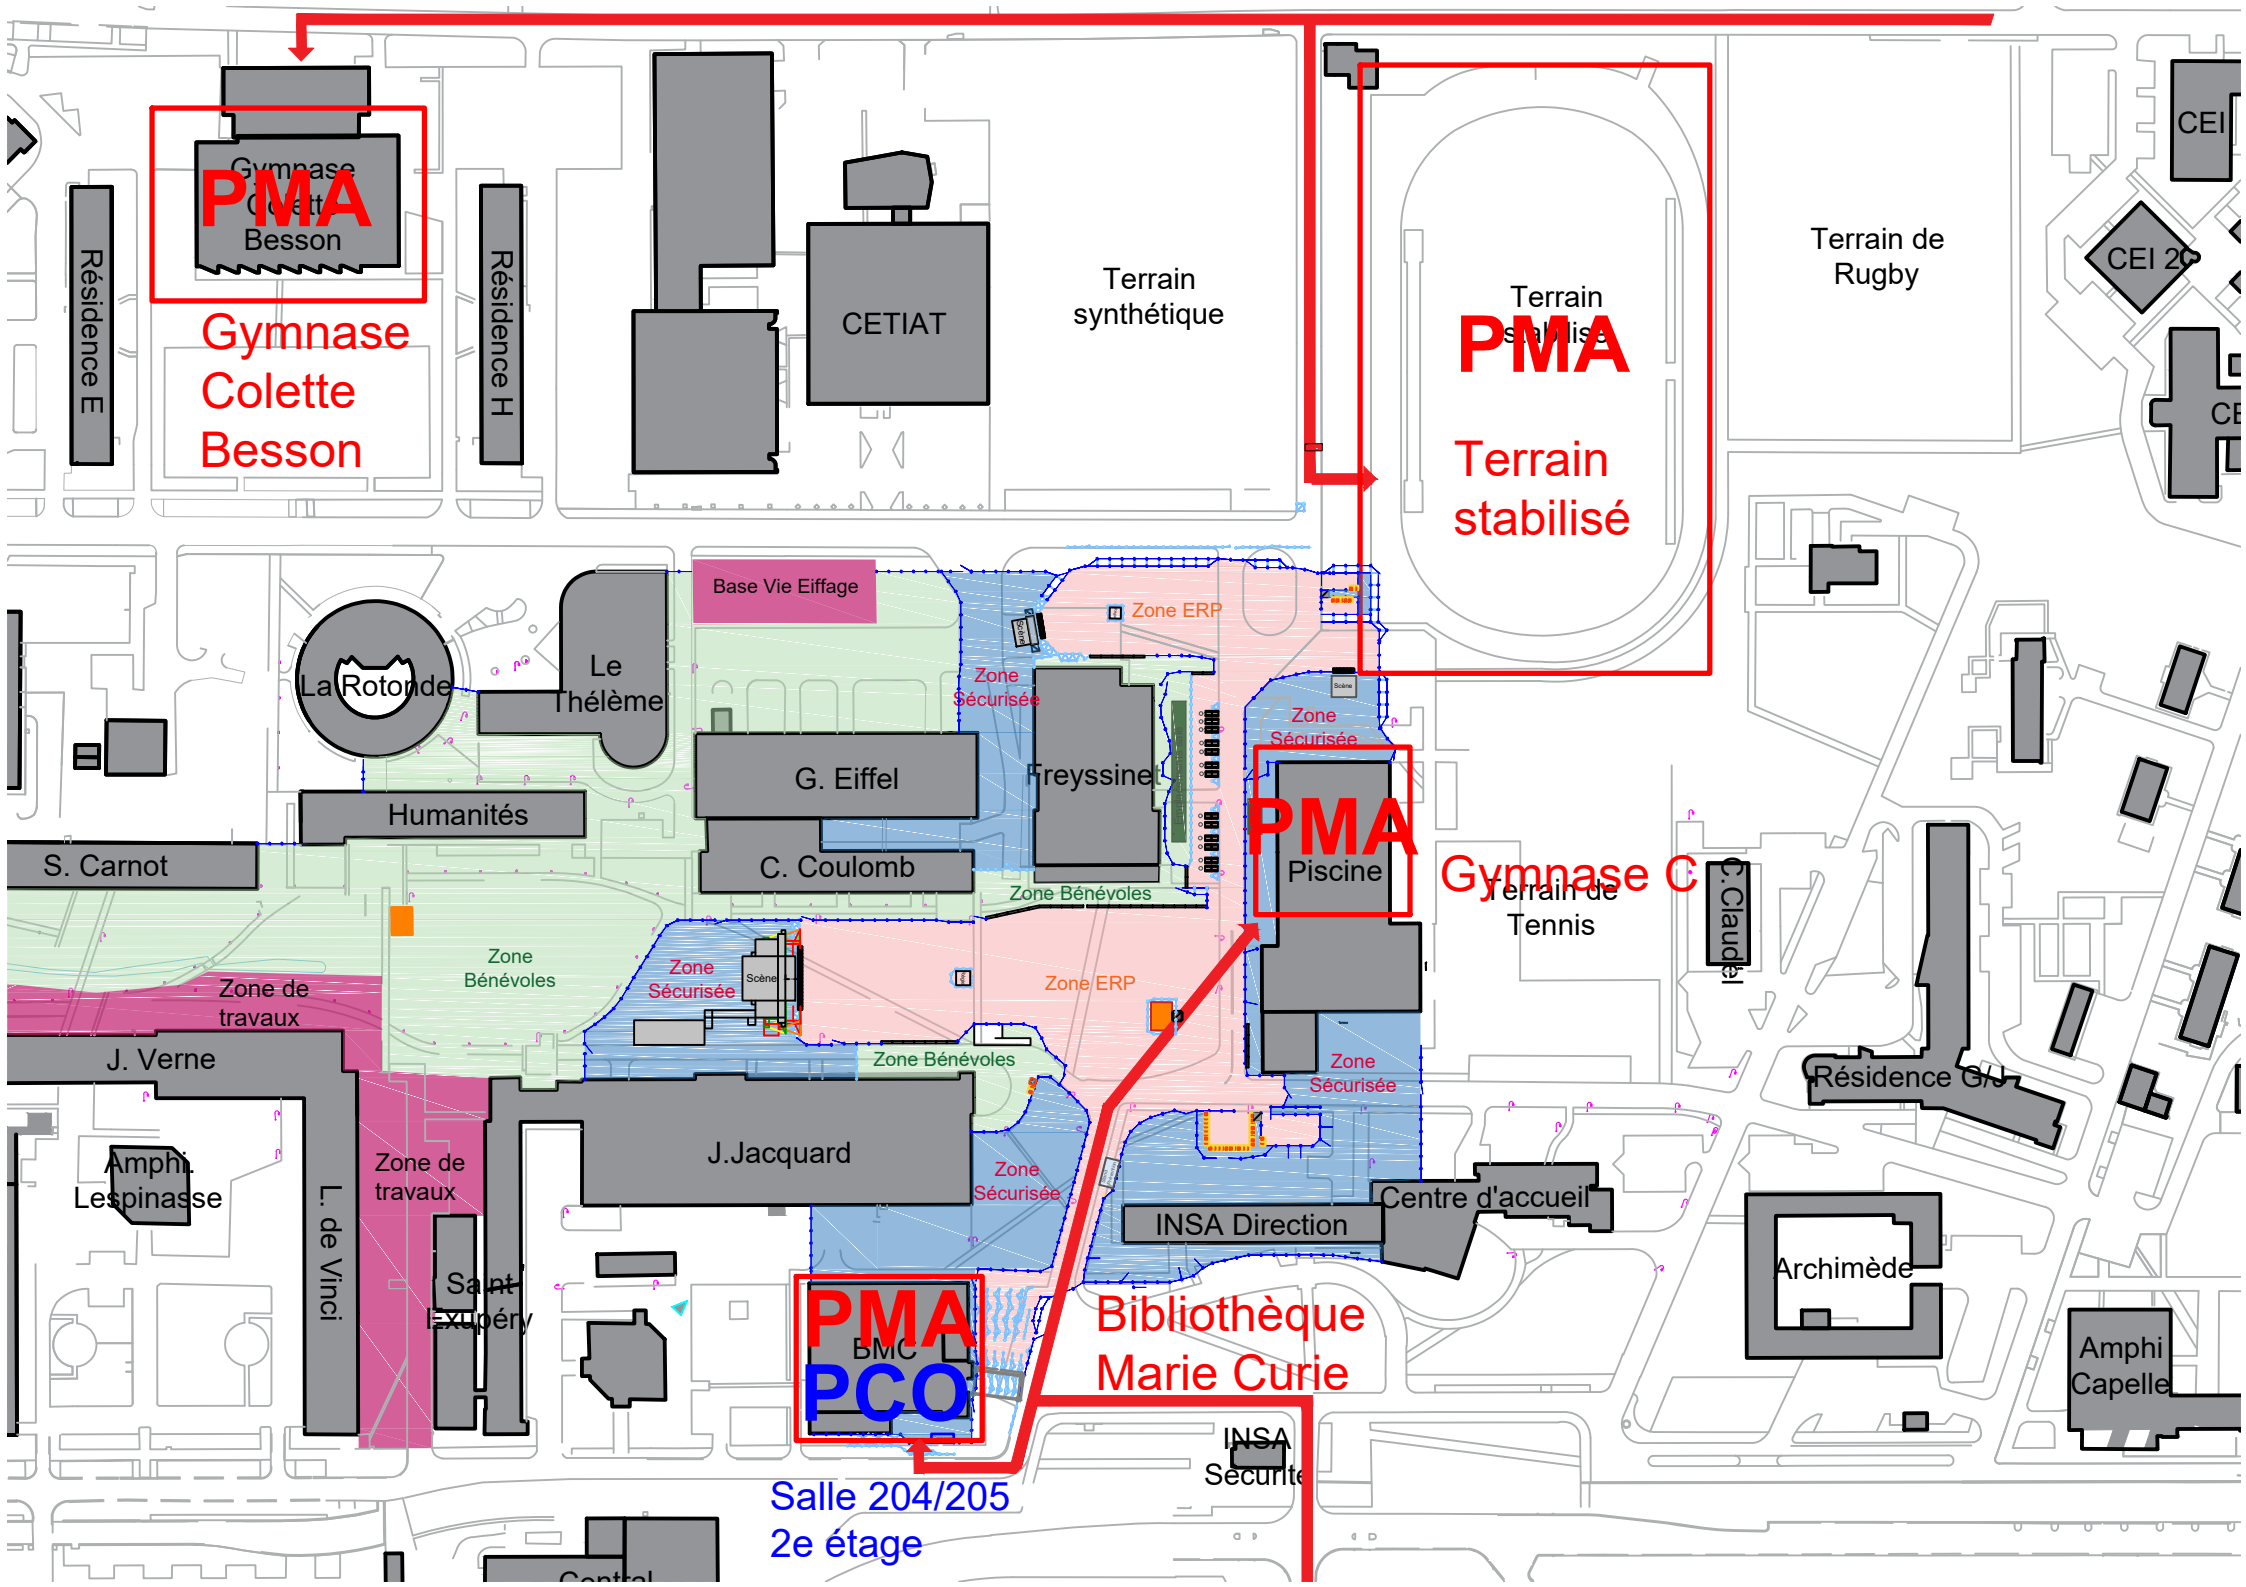 Gymnase
Colette
Besson
PMA
Gymnase
Colette
Besson
Résidence E
Résidence H
CETIAT
Terrain
synthétique
Terrain
stabilisé
PMA
Terrain
stabilisé
Terrain de
Rugby
CEI
CEI 2
CE
Base Vie Eiffage
Zone ERP
Scène
La Rotonde
Le
Thélème
Zone
Sécurisée
Scène
Zone
Sécurisée
G. Eiffel
Freyssinet
Humanités
S. Carnot
C. Coulomb
PMA
Piscine
Gymnase C
Terrain de
Tennis
C.Claudel
Zone Bénévoles
Zone
Bénévoles
Zone
Sécurisée
Scène
Zone ERP
Zone de
travaux
J. Verne
Zone Bénévoles
Zone
Sécurisée
Résidence G/J
J.Jacquard
Zone
Sécurisée
Zone de
travaux
Amphi.
Lespinasse
L. de Vinci
Saint
Exupéry
INSA Direction
Centre d'accueil
Archimède
Amphi
Capelle
PMA
BMC
PCO
Bibliothèque
Marie Curie
INSA
Sécurité
Salle 204/205
2e étage
Central